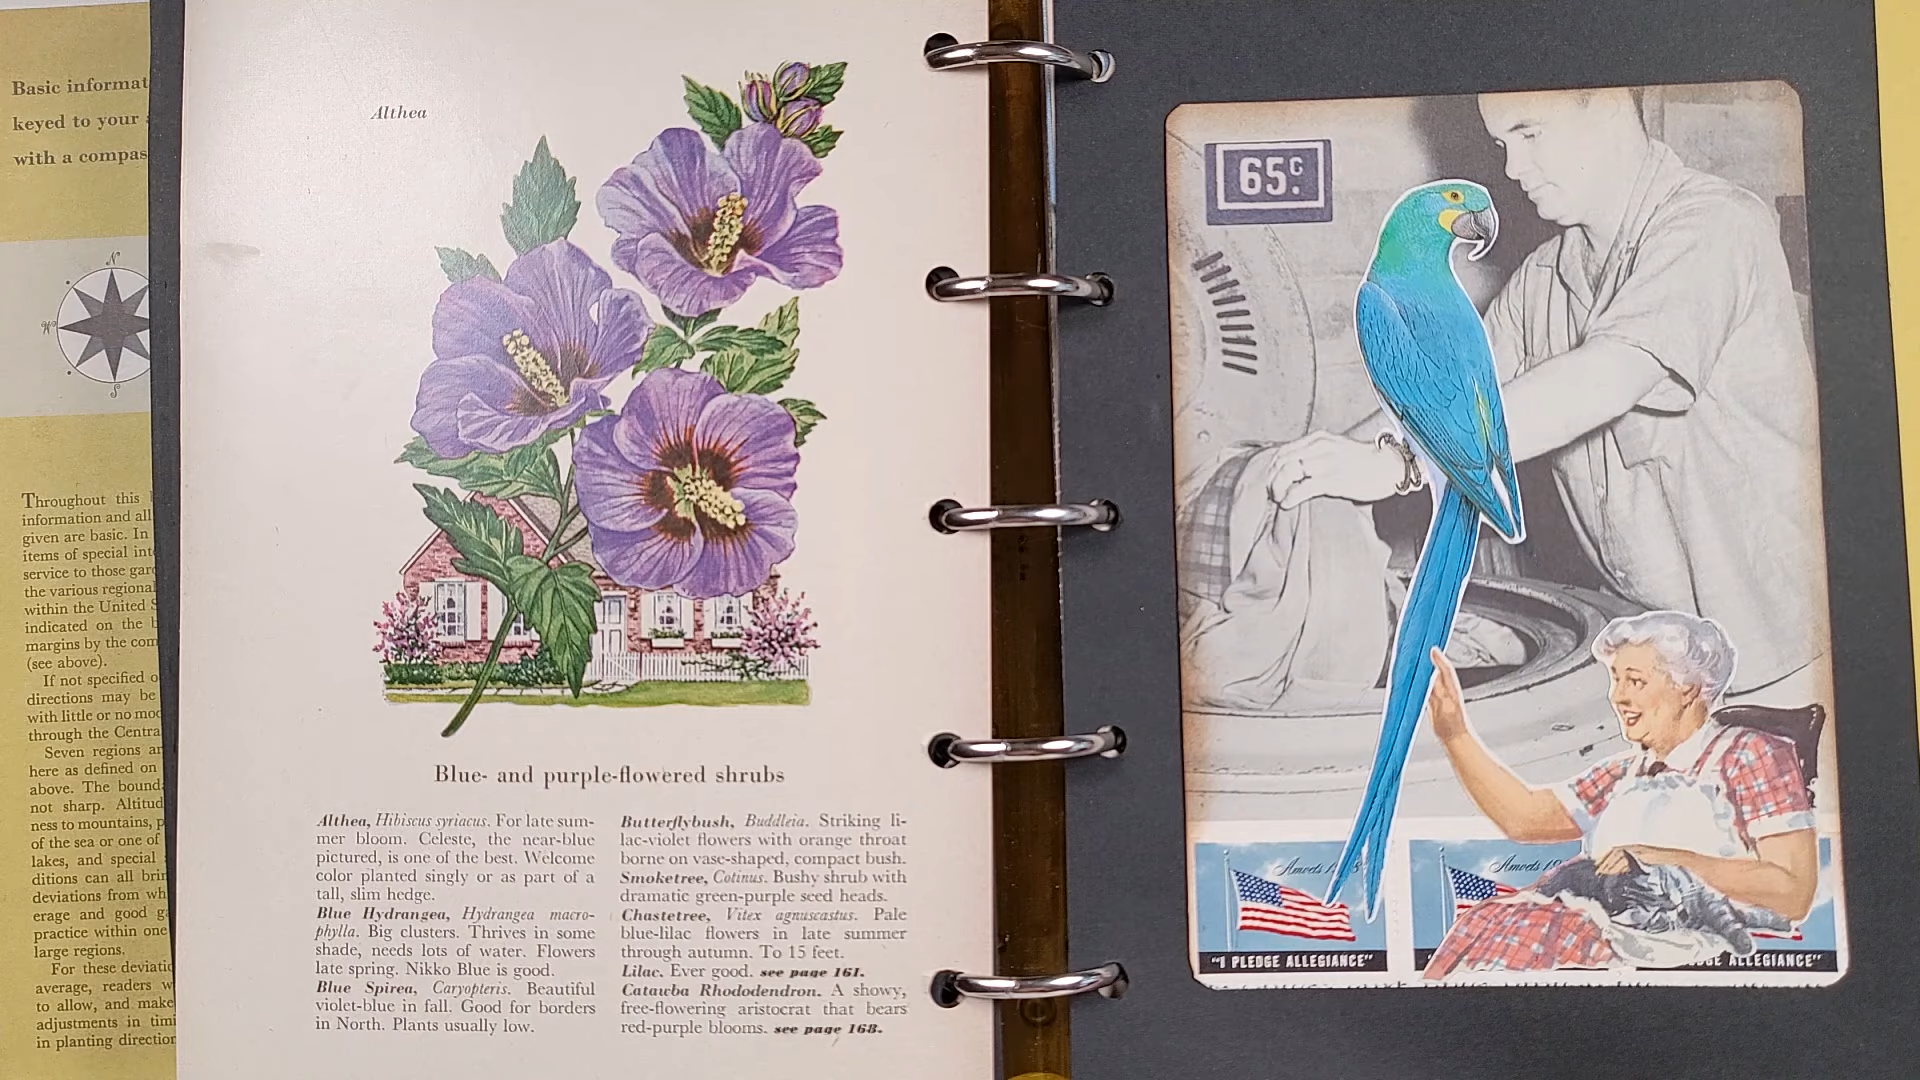 Basic informat
keyed to your
with a compas
N
W
S
Throughout this
information and all
given are basic. In
items of special int
service to those gard
the various regional
within the United S
indicated on the b
margins by the com
(see above).
If not specified o
directions may be
with little or no mod
through the Centra
Seven regions ar
here as defined on
above. The bound
not sharp. Altitud
ness to mountains, p
of the sea or one of
lakes, and special
ditions can all brin
deviations from wh
erage and good g
practice within one
large regions.
For these deviatio
average, readers w
to allow, and make
adjustments in timi
in planting direction
Althea
Blue- and purple-flowered shrubs
Althea, Hibiscus syriacus. For late sum-
mer bloom. Celeste, the near-blue
pictured, is one of the best. Welcome
color planted singly or as part of a
tall, slim hedge.
Blue Hydrangea, Hydrangea macro-
phylla. Big clusters. Thrives in some
shade, needs lots of water. Flowers
late spring. Nikko Blue is good.
Blue Spirea, Caryopteris. Beautiful
violet-blue in fall. Good for borders
in North. Plants usually low.
Butterflybush, Buddleia. Striking li-
lac-violet flowers with orange throat
borne on vase-shaped, compact bush.
Smoketree, Cotinus. Bushy shrub with
dramatic green-purple seed heads.
Chastetree, Vitex agnuscastus. Pale
blue-lilac flowers in late summer
through autumn. To 15 feet.
Lilac. Ever good. see page 161.
Catawba Rhododendron. A showy,
free-flowering aristocrat that bears
red-purple blooms. see page 168.
65c.
Amvets
Amvets
"I PLEDGE ALLEGIANCE"
ALLEGIANCE"